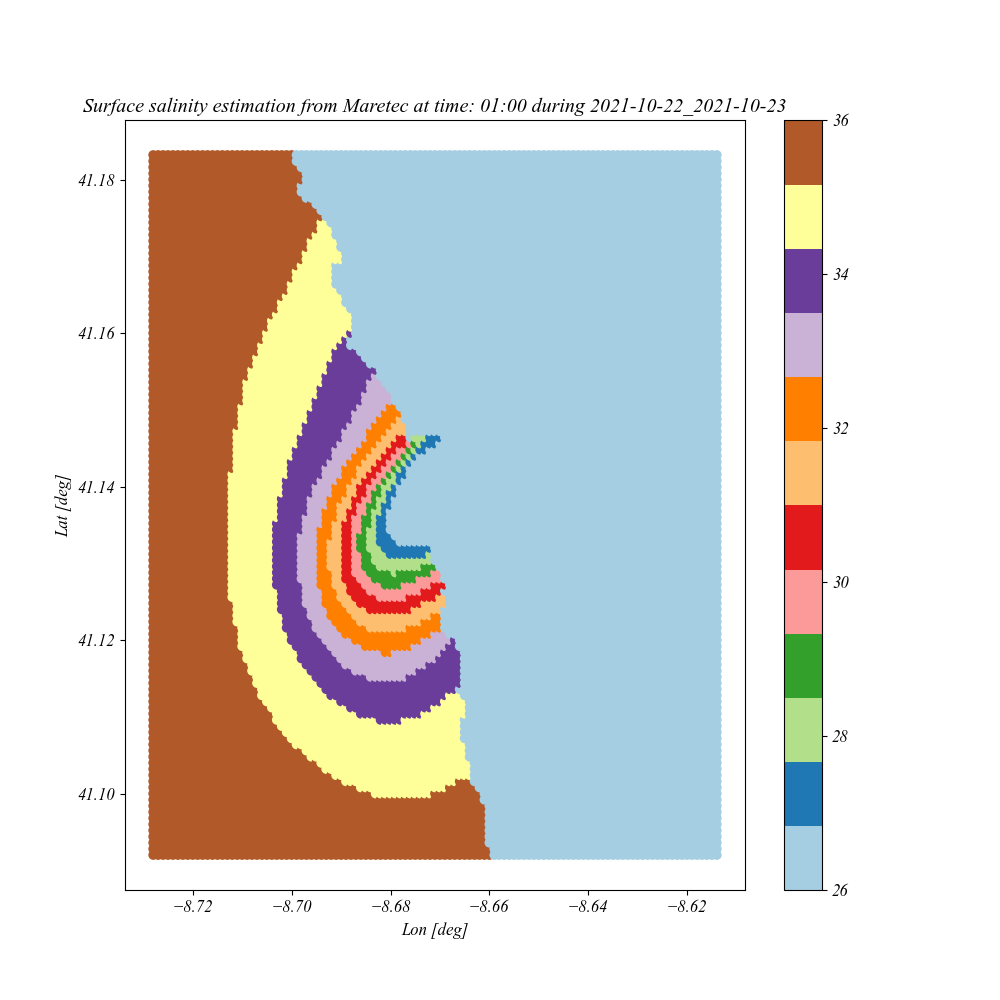 Surface salinity estimation from Maretec at time: 01:00 during 2021-10-22_2021-10-23
36
41.18
34
41.16
32
41.14
Lat [deg]
30
41.12
28
41.10
26
−8.72 −8.70 −8.68 −8.66 −8.64 −8.62
Lon [deg]